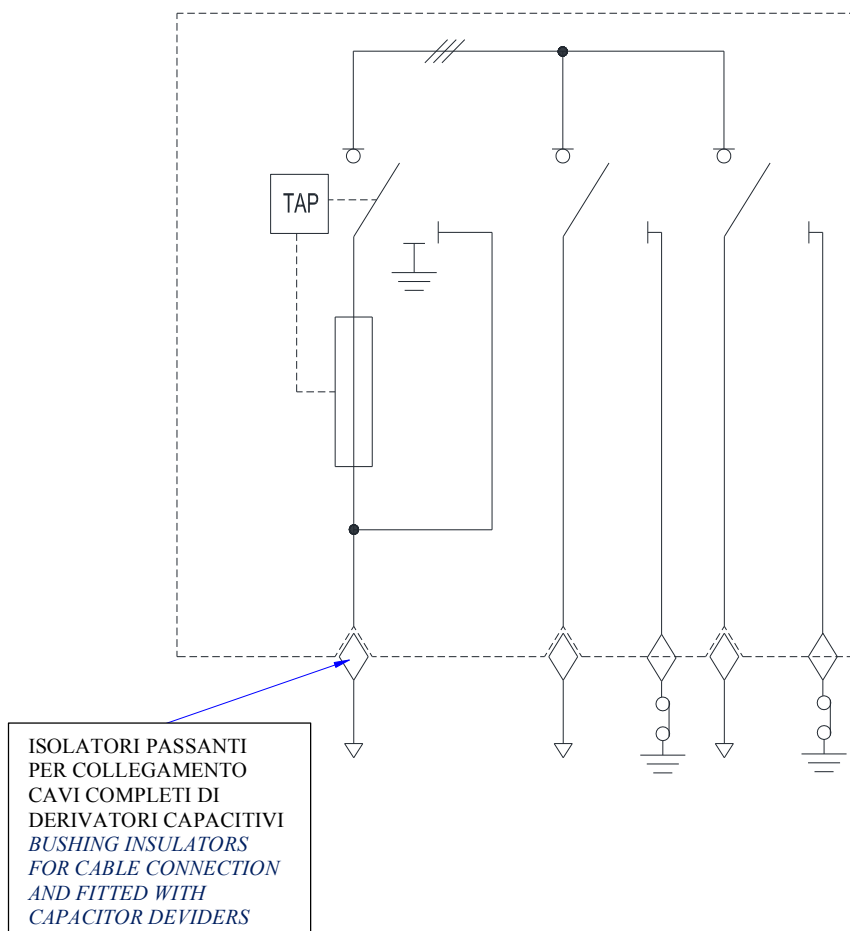 TAP
ISOLATORI PASSANTI
PER COLLEGAMENTO
CAVI COMPLETI DI
DERIVATORI CAPACITIVI
BUSHING INSULATORS
FOR CABLE CONNECTION
AND FITTED WITH
CAPACITOR DEVIDERS